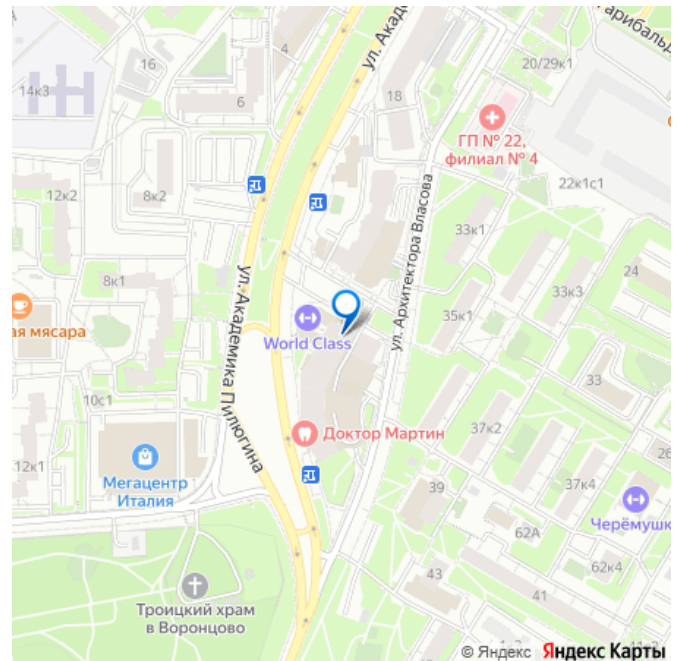 Гарибальд
ул. Акаде
4
16
20/29к1
14к3
6
18
ГП № 22,
филиал № 4
22к1с1
12к2
8к2
ул. Архитектора Власова
33к1
24
8к1
ул. Академика Пилюгина
33к3
ая мясара
World Class
35к1
33
10с1
Доктор Мартин
37к2
26
12к1
Мегацентр
Италия
39
37к4
62А
Черёмушк
62к4
43
41
Троицкий храм
в Воронцово
© Яндекс Яндекс Карты